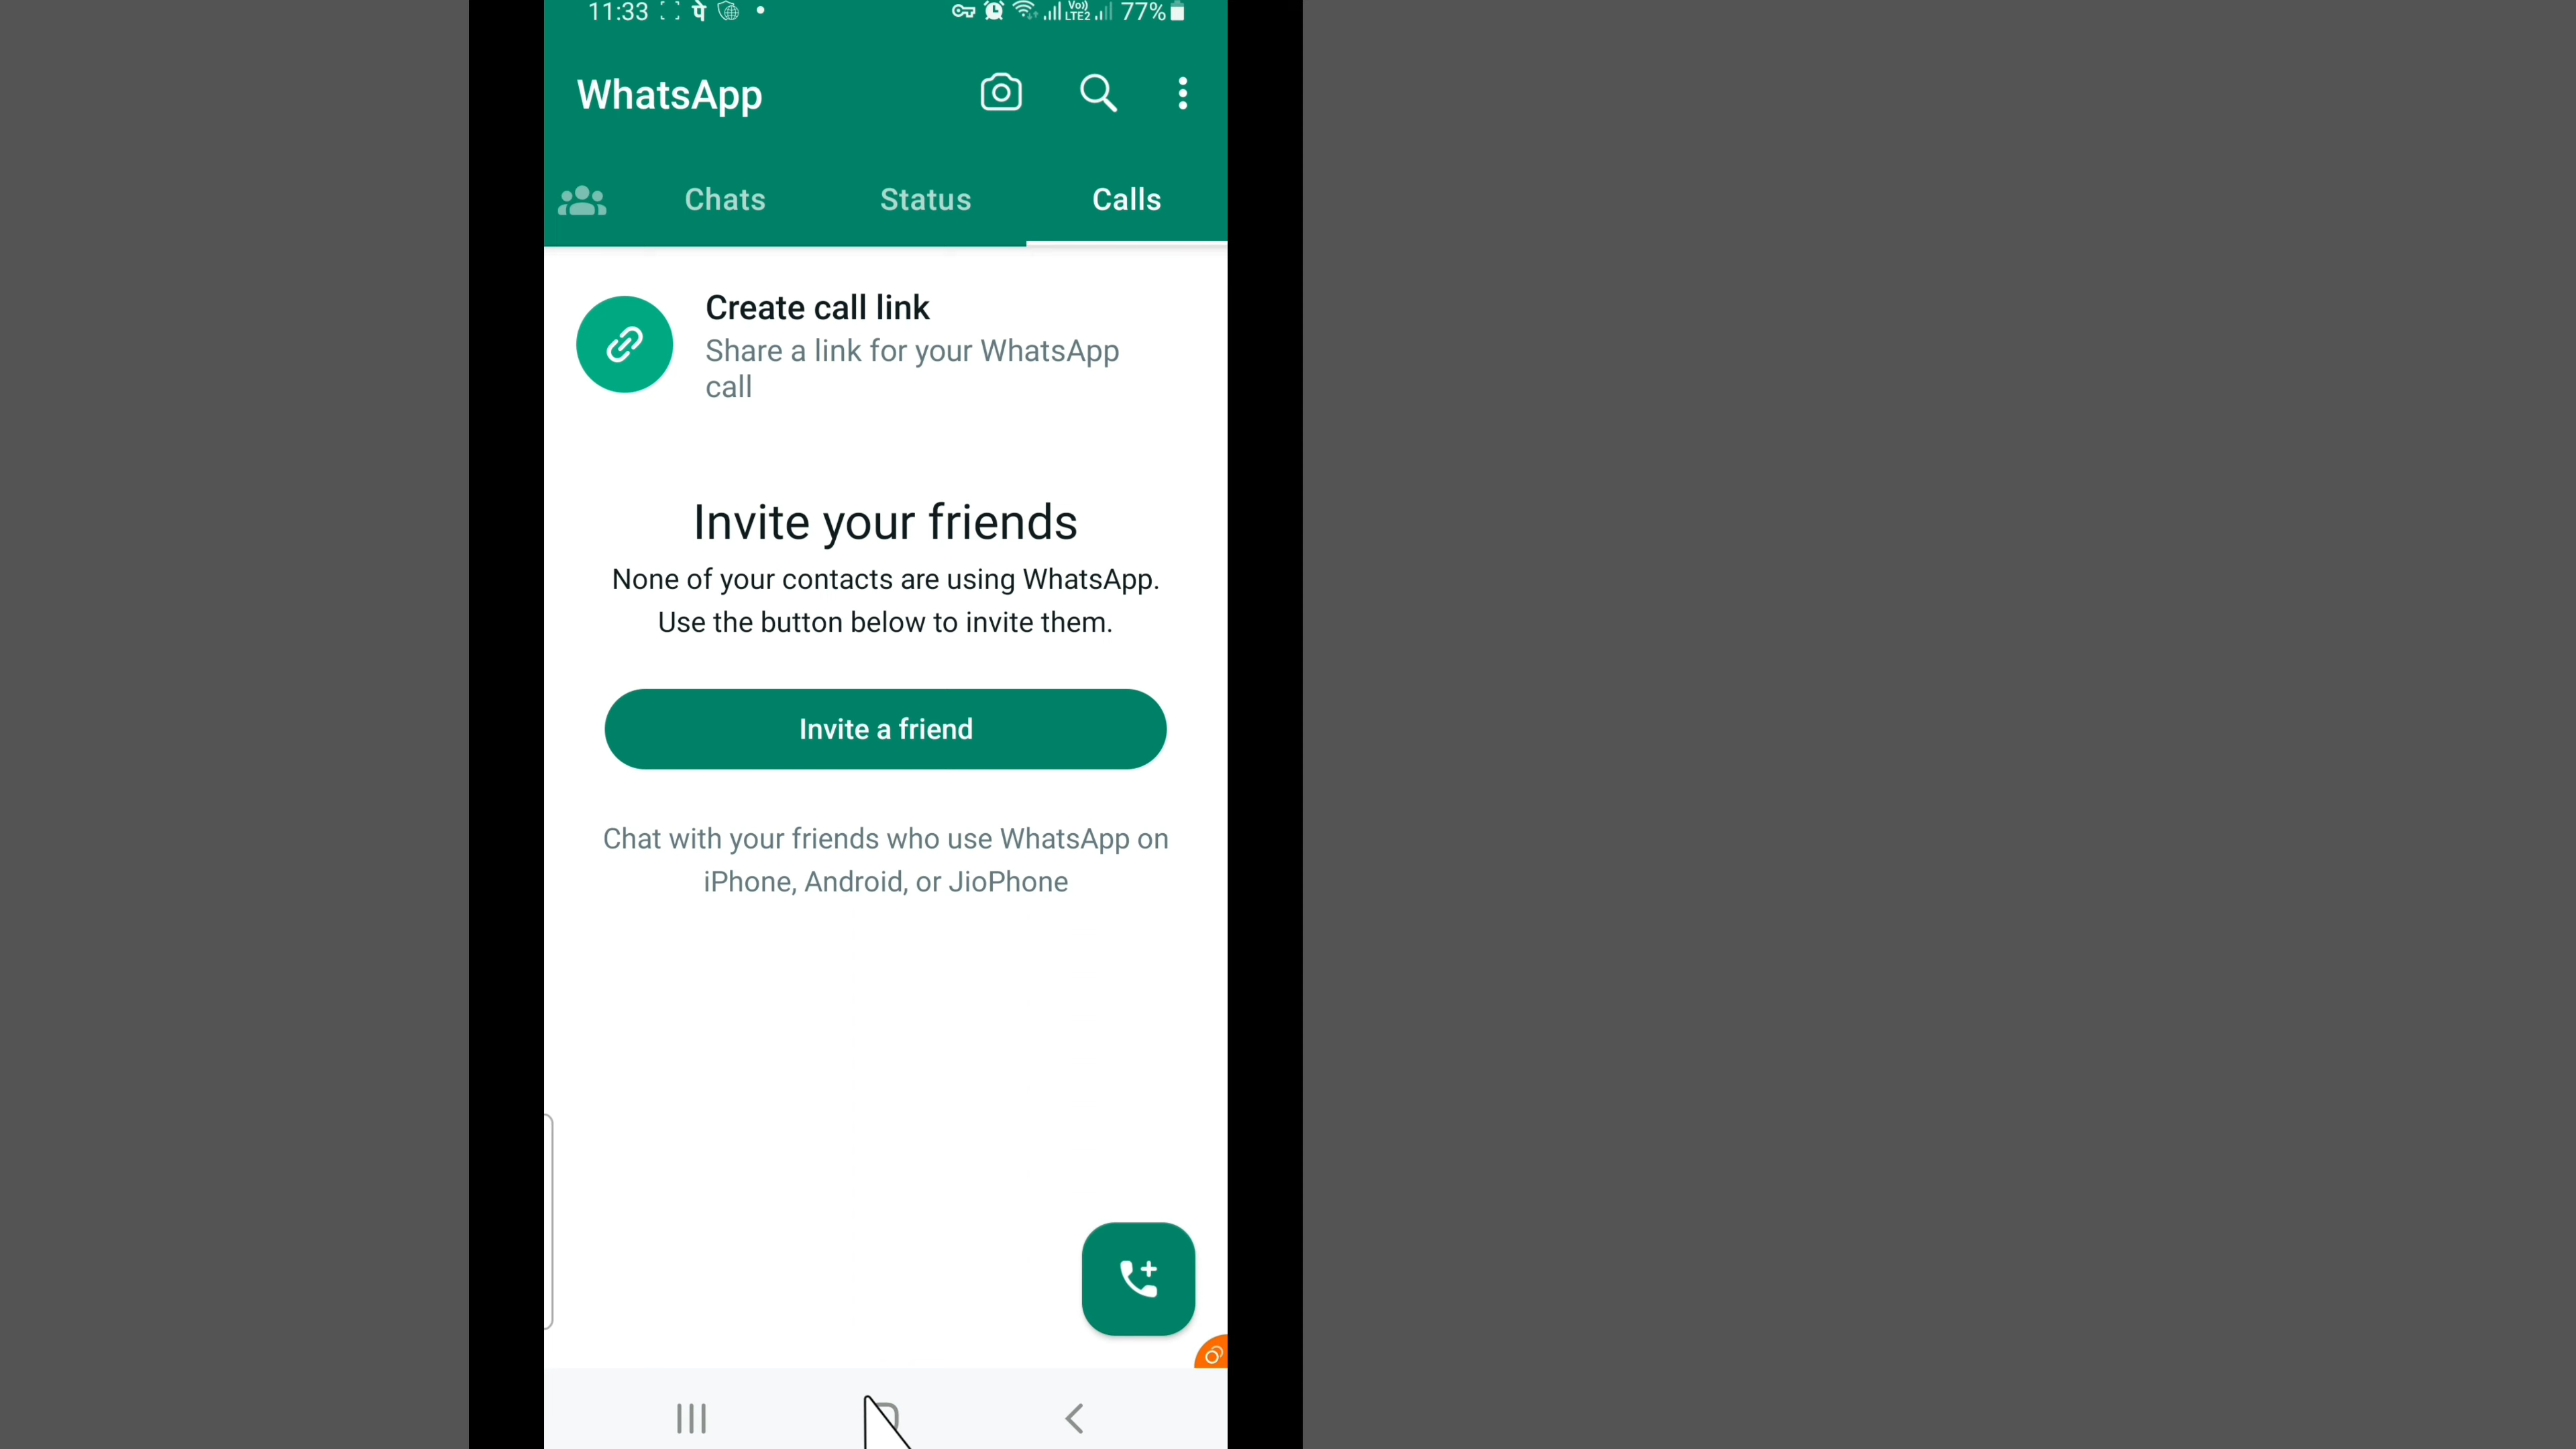 11:33 पे Vo)) LTE2 77%
WhatsApp
Chats Status Calls
Create call link
Share a link for your WhatsApp
call
Invite your friends
None of your contacts are using WhatsApp.
Use the button below to invite them.
Invite a friend
Chat with your friends who use WhatsApp on
iPhone, Android, or JioPhone